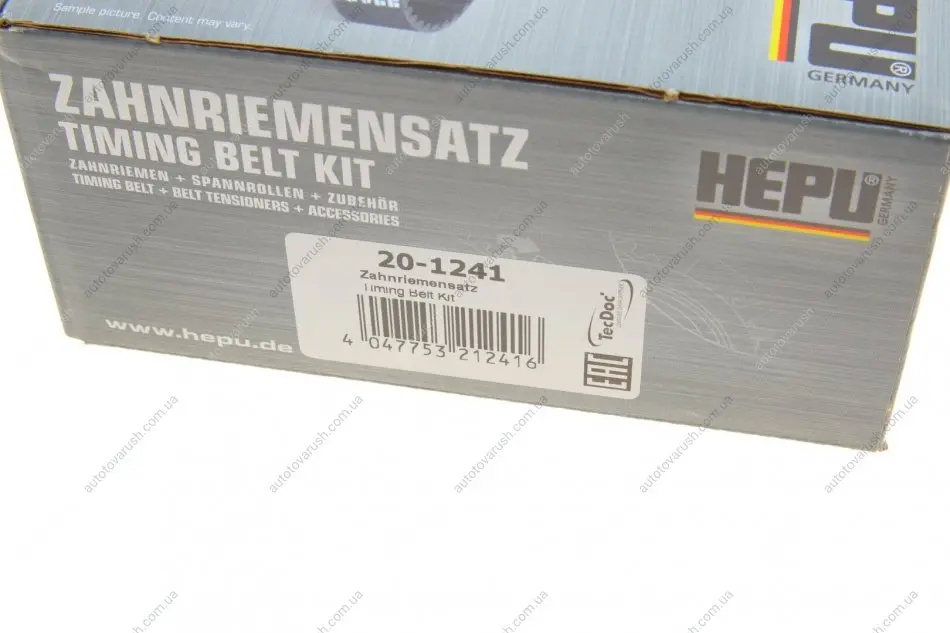 Sample picture. Content may vary.
HEPU®
GERMANY
ZAHNRIEMENSATZ
TIMING BELT KIT
ZAHNRIEMEN + SPANNROLLEN + ZUBEHÖR
TIMING BELT + BELT TENSIONERS + ACCESSORIES
HEPU®
GERMANY
20-1241
Zahnriemensatz
Timing Belt Kit
4 047753 212416
TecDoc®
EAC
www.hepu.de
autotovarush.com.ua